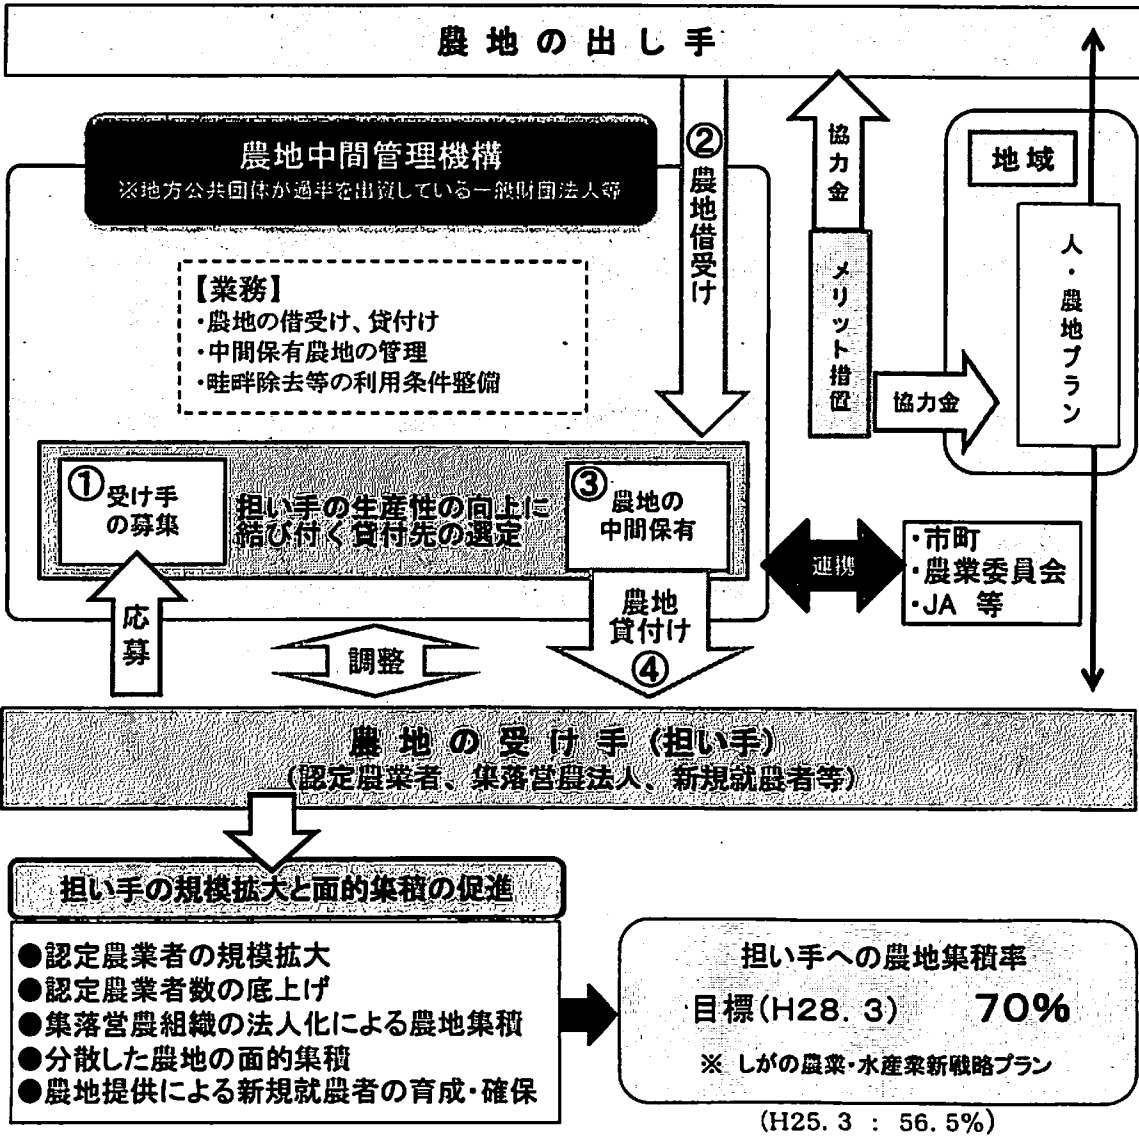 農地の出し手
農地中間管理機構
※地方公共団体が過半を出資している一般財団法人等
【業務】
・農地の借受け、貸付け
・中間保有農地の管理
・畦畔除去等の利用条件整備
②農地借受け
協力金
メリット措置
協力金
地域
人・農地プラン
①受け手
の募集
担い手の生産性の向上に
結び付く貸付先の選定
③農地の
中間保有
連携
・市町
・農業委員会
・JA 等
応募
調整
農地
貸付け
④
農地の受け手(担い手)
(認定農業者、集落営農法人、新規就農者等)
担い手の規模拡大と面的集積の促進
●認定農業者の規模拡大
●認定農業者数の底上げ
●集落営農組織の法人化による農地集積
●分散した農地の面的集積
●農地提供による新規就農者の育成・確保
担い手への農地集積率
目標(H28.3) 70%
※ しがの農業・水産業新戦略プラン
(H25.3 : 56.5%)